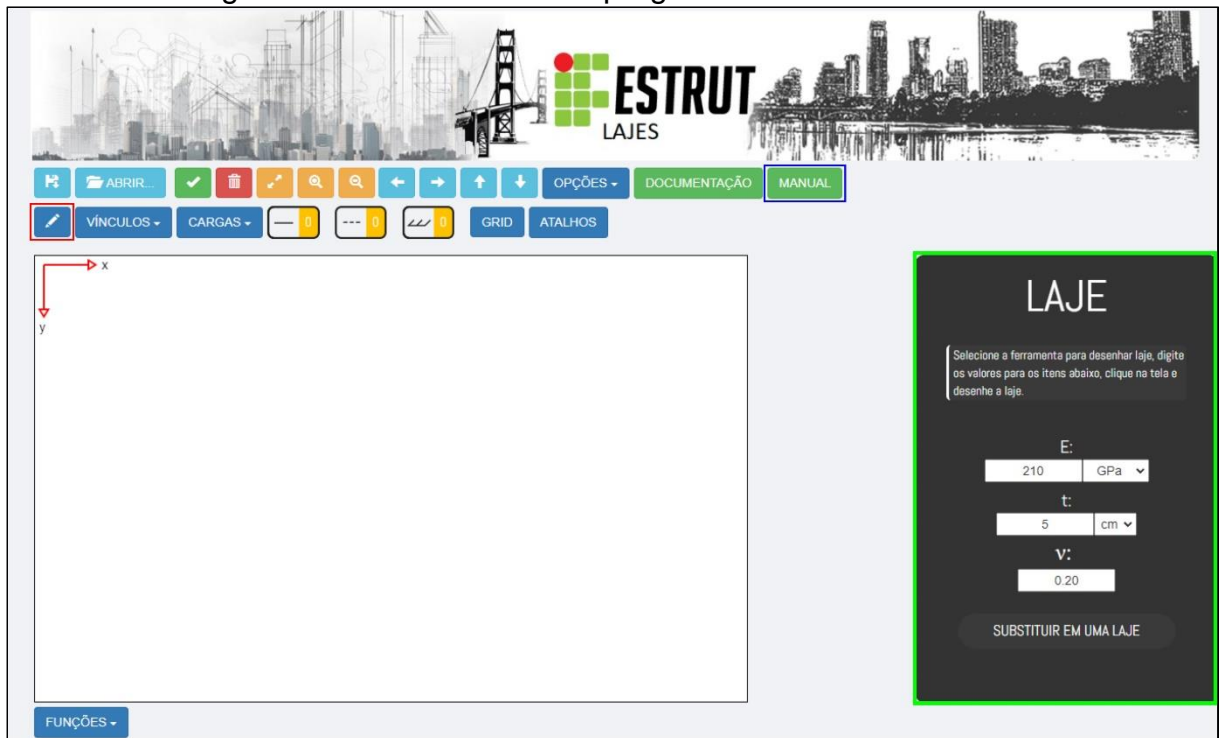 ESTRUT
LAJES
ABRIR...
OPÇÕES
DOCUMENTAÇÃO
MANUAL
VÍNCULOS
CARGAS
0
0
0
GRID
ATALHOS
x
y
LAJE
Selecione a ferramenta para desenhar laje, digite
os valores para os itens abaixo, clique na tela e
desenhe a laje.
E:
210 GPa
t:
5 cm
ν:
0.20
SUBSTITUIR EM UMA LAJE
FUNÇÕES